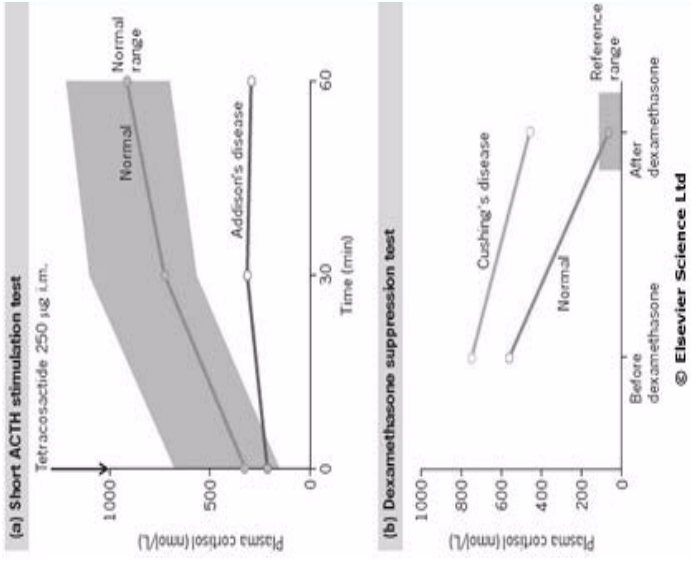 (a) Short ACTH stimulation test
Tetracosactide 250 µg i.m.
Plasma cortisol (nmol/L)
1000
500
0
Normal
range
Normal
Addison's disease
0
30
60
Time (min)
(b) Dexamethasone suppression test
Plasma cortisol (nmol/L)
1000
800
600
400
200
0
Cushing's disease
Normal
Reference
range
Before
dexamethasone
After
dexamethasone
© Elsevier Science Ltd